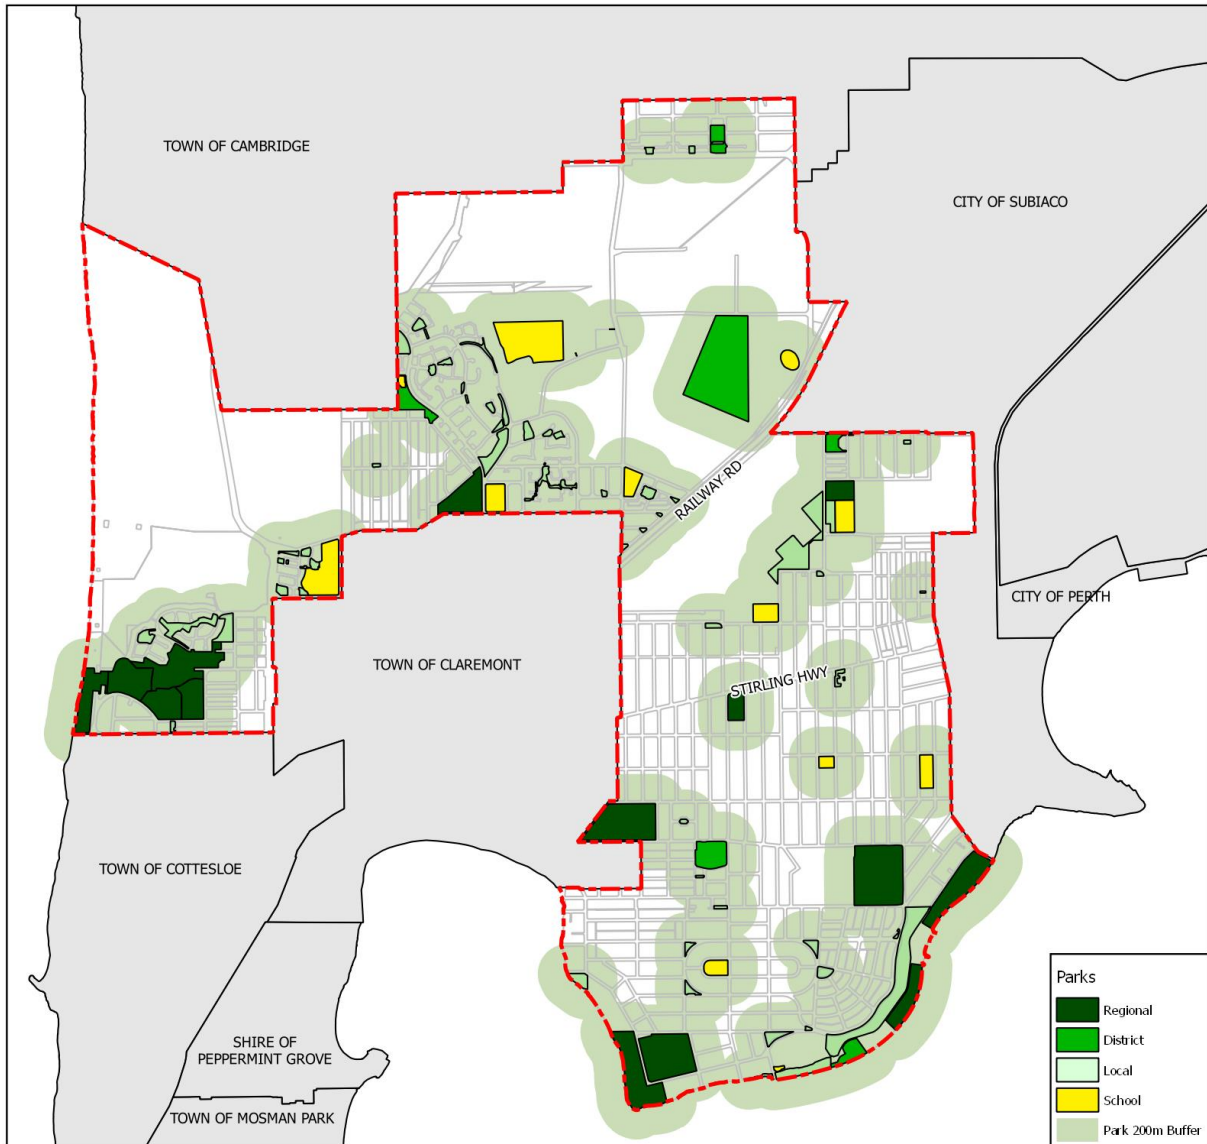 TOWN OF CAMBRIDGE
CITY OF SUBIACO
RAILWAY RD
CITY OF PERTH
TOWN OF CLAREMONT
STIRLING HWY
TOWN OF COTTESLOE
SHIRE OF
PEPPERMINT GROVE
TOWN OF MOSMAN PARK
Parks
Regional
District
Local
School
Park 200m Buffer